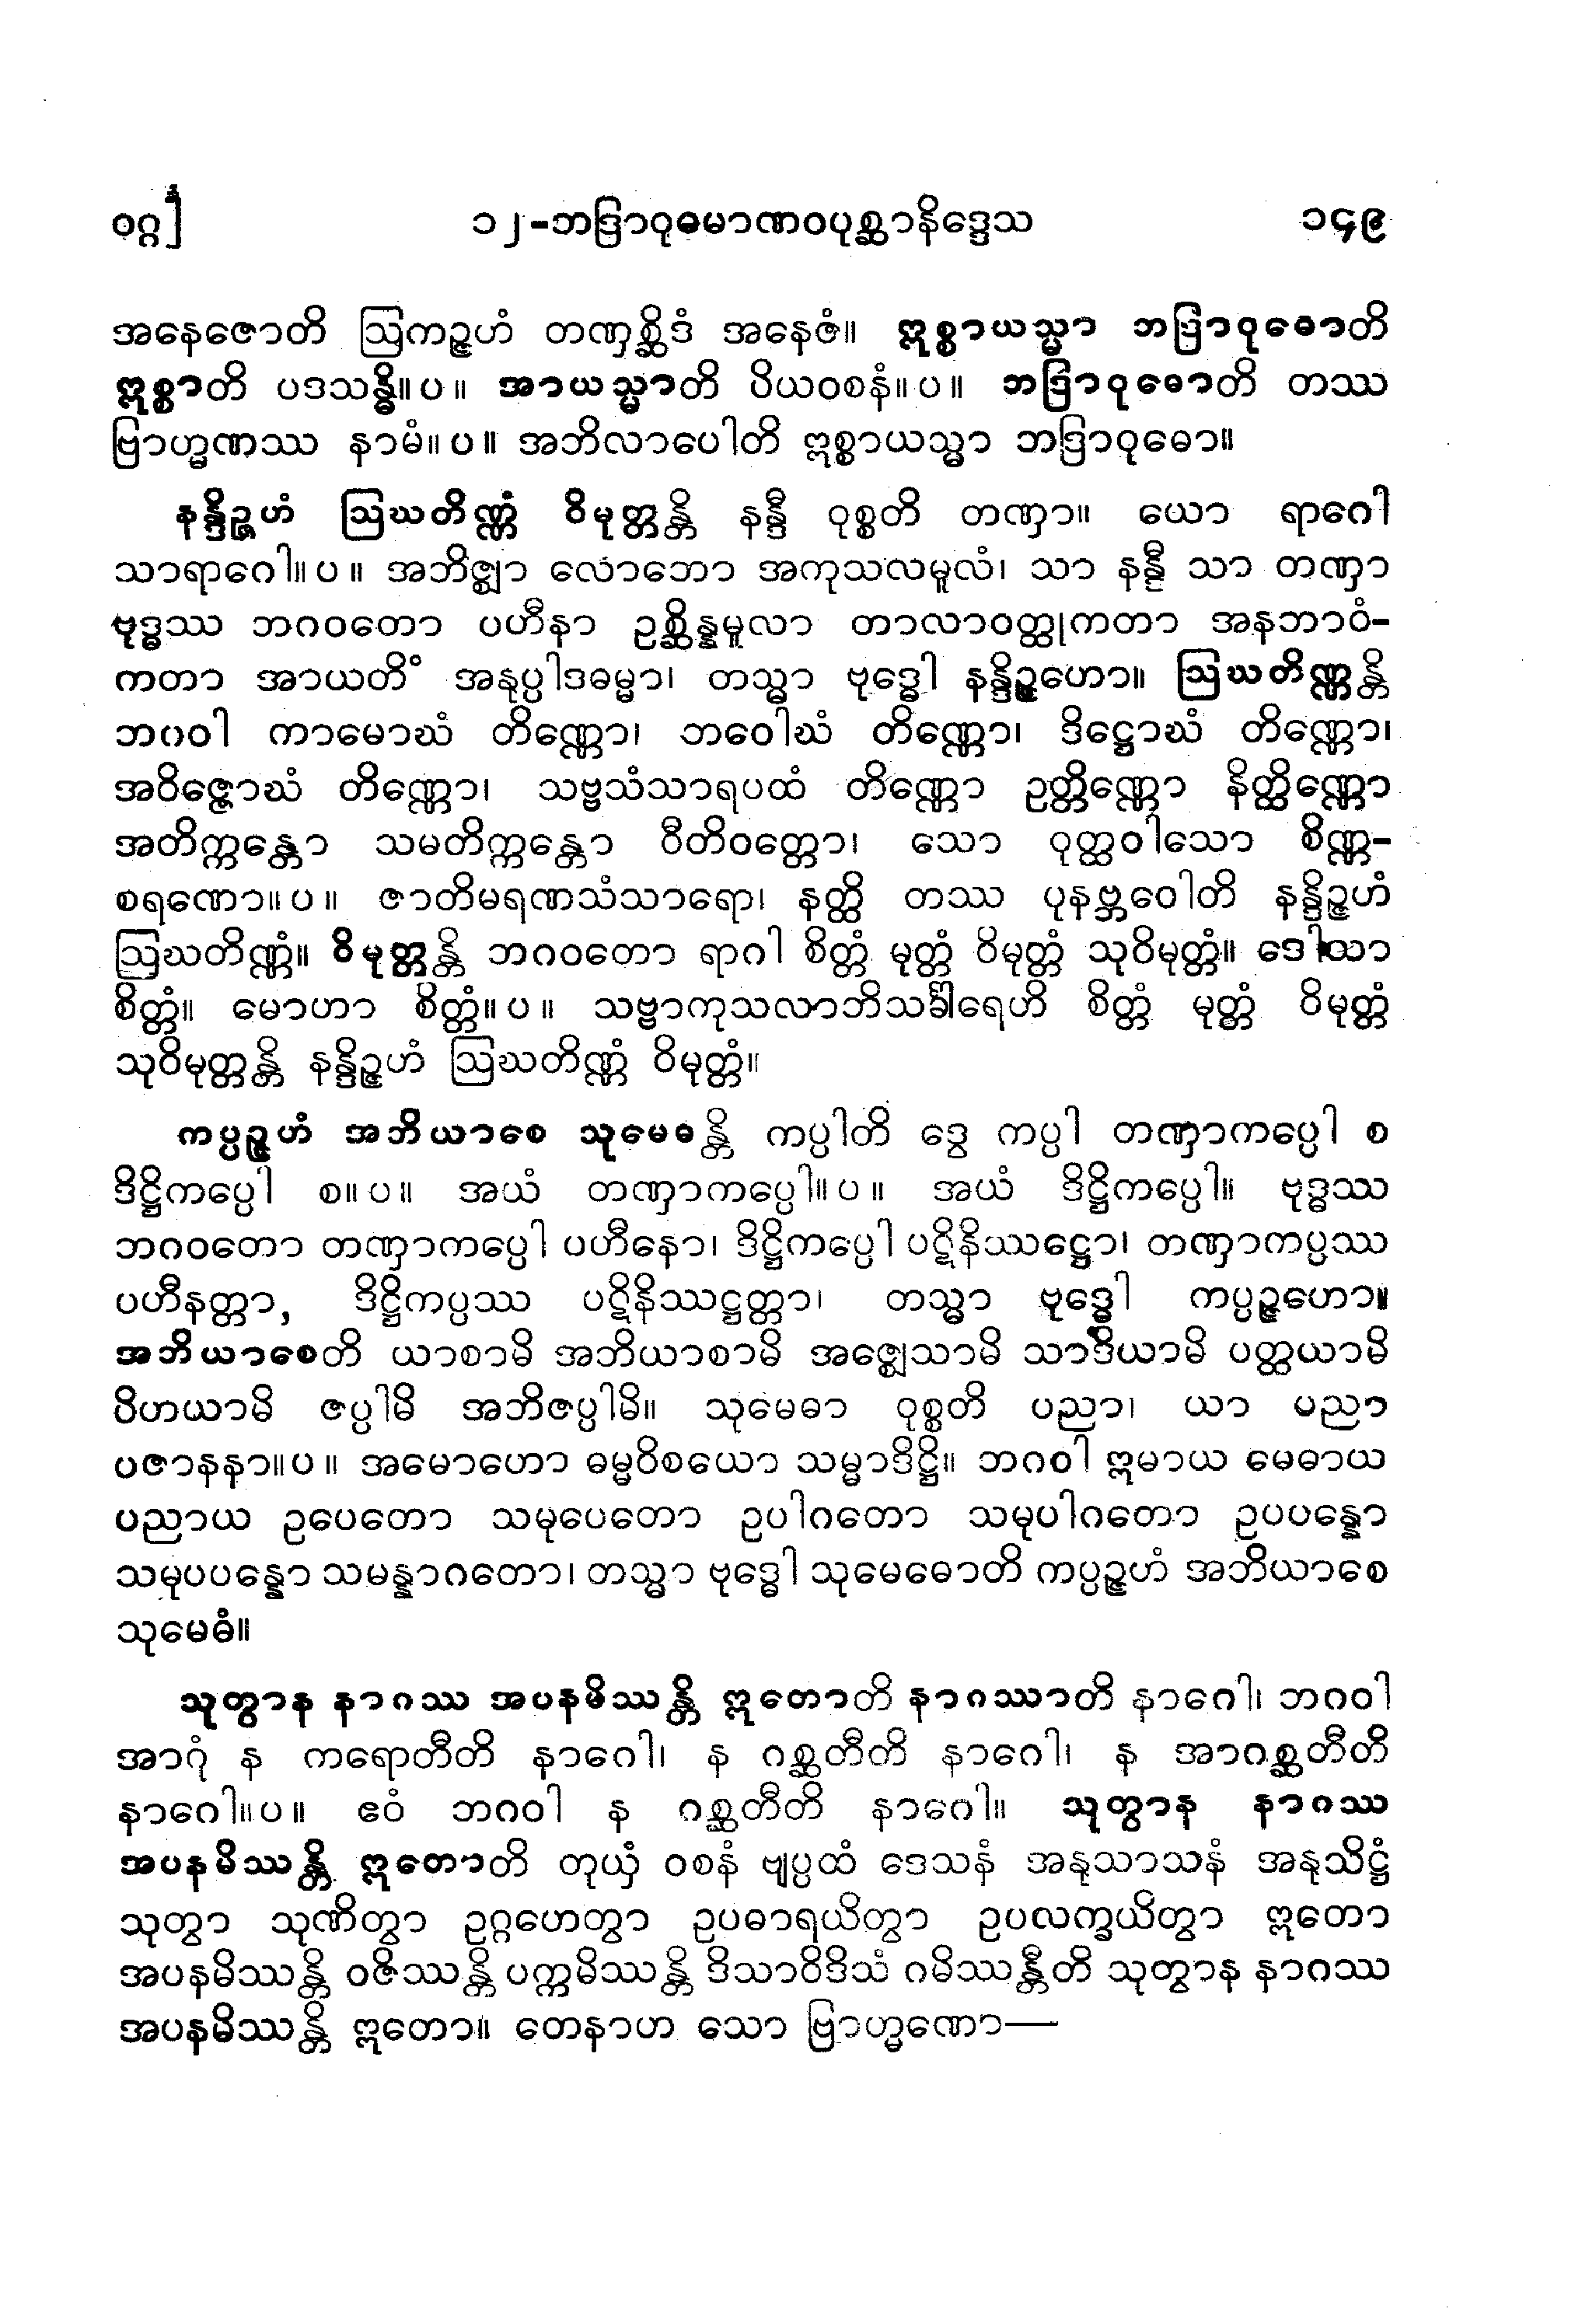 ဝဂ္ဂ] ၁၂-ဘဒြာဝုဓမာဏဝပုစ္ဆာနိဒ္ဒေသ ၁၄၉
အနေဇောတိ ဩကဉ္ဇဟံ တဏှစ္ဆိဒံ အနေဇံ။ ဣစ္စာယသ္မာ ဘဒြာဝုဓောတိ
ဣစ္စာတိ ပဒသန္ဓိ။ပ။ အာယသ္မာတိ ပိယဝစနံ။ပ။ ဘဒြာဝုဓောတိ တဿ
ဗြာဟ္မဏဿ နာမံ။ပ။ အဘိလာပေါတိ ဣစ္စာယသ္မာ ဘဒြာဝုဓော။
နန္ဒိဉ္ဇဟံ ဩဃတိဏ္ဏံ ဝိမုတ္တန္တိ နန္ဒီ ဝုစ္စတိ တဏှာ။ ယော ရာဂေါ
သာရာဂေါ။ပ။ အဘိဇ္ဈာ လောဘော အကုသလမူလံ၊ သာ နန္ဒီ သာ တဏှာ
ဗုဒ္ဓဿ ဘဂဝတော ပဟီနာ ဥစ္ဆိန္နမူလာ တာလာဝတ္ထုကတာ အနဘာဝံ-
ကတာ အာယတိံ အနုပ္ပါဒဓမ္မာ၊ တသ္မာ ဗုဒ္ဓေါ နန္ဒိဉ္ဇဟော။ ဩဃတိဏ္ဏန္တိ
ဘဂဝါ ကာမောဃံ တိဏ္ဏော၊ ဘဝေါဃံ တိဏ္ဏော၊ ဒိဋ္ဌောဃံ တိဏ္ဏော၊
အဝိဇ္ဇောဃံ တိဏ္ဏော၊ သဗ္ဗသံသာရပထံ တိဏ္ဏော ဥတ္တိဏ္ဏော နိတ္ထိဏ္ဏော
အတိက္ကန္တော သမတိက္ကန္တော ဝီတိဝတ္တော၊ သော ဝုတ္ထဝါသော စိဏ္ဏ-
စရဏော။ပ။ ဇာတိမရဏသံသာရော၊ နတ္ထိ တဿ ပုနဗ္ဘဝေါတိ နန္ဒိဉ္ဇဟံ
ဩဃတိဏ္ဏံ။ ဝိမုတ္တန္တိ ဘဂဝတော ရာဂါ စိတ္တံ မုတ္တံ ဝိမုတ္တံ သုဝိမုတ္တံ။ ဒေါသာ
စိတ္တံ။ မောဟာ စိတ္တံ။ပ။ သဗ္ဗာကုသလာဘိသင်္ခါရေဟိ စိတ္တံ မုတ္တံ ဝိမုတ္တံ
သုဝိမုတ္တန္တိ နန္ဒိဉ္ဇဟံ ဩဃတိဏ္ဏံ ဝိမုတ္တံ။
ကပ္ပဉ္ဇဟံ အဘိယာစေ သုမေဓန္တိ ကပ္ပါတိ ဒွေ ကပ္ပါ တဏှာကပ္ပေါ စ
ဒိဋ္ဌိကပ္ပေါ စ။ပ။ အယံ တဏှာကပ္ပေါ။ပ။ အယံ ဒိဋ္ဌိကပ္ပေါ။ ဗုဒ္ဓဿ
ဘဂဝတော တဏှာကပ္ပေါ ပဟီနော၊ ဒိဋ္ဌိကပ္ပေါ ပဋိနိဿဋ္ဌော၊ တဏှာကပ္ပဿ
ပဟီနတ္တာ, ဒိဋ္ဌိကပ္ပဿ ပဋိနိဿဋ္ဌတ္တာ၊ တသ္မာ ဗုဒ္ဓေါ ကပ္ပဉ္ဇဟော။
အဘိယာစေတိ ယာစာမိ အဘိယာစာမိ အဇ္ဈေသာမိ သာဒိယာမိ ပတ္ထယာမိ
ပိဟယာမိ ဇပ္ပါမိ အဘိဇပ္ပါမိ။ သုမေဓာ ဝုစ္စတိ ပညာ၊ ယာ ပညာ
ပဇာနနာ။ပ။ အမောဟော ဓမ္မဝိစယော သမ္မာဒိဋ္ဌိ။ ဘဂဝါ ဣမာယ မေဓာယ
ပညာယ ဥပေတော သမုပေတော ဥပါဂတော သမုပါဂတော ဥပပန္နော
သမုပပန္နော သမန္နာဂတော၊ တသ္မာ ဗုဒ္ဓေါ သုမေဓောတိ ကပ္ပဉ္ဇဟံ အဘိယာစေ
သုမေဓံ။
သုတွာန နာဂဿ အပနမိဿန္တိ ဣတောတိ နာဂဿာတိ နာဂေါ၊ ဘဂဝါ
အာဂုံ န ကရောတီတိ နာဂေါ၊ န ဂစ္ဆတီတိ နာဂေါ၊ န အာဂစ္ဆတီတိ
နာဂေါ။ပ။ ဧဝံ ဘဂဝါ န ဂစ္ဆတီတိ နာဂေါ။ သုတွာန နာဂဿ
အပနမိဿန္တိ ဣတောတိ တုယှံ ဝစနံ ဗျပ္ပထံ ဒေသနံ အနုသာသနံ အနုသိဋ္ဌံ
သုတွာ သုဏိတွာ ဥဂ္ဂဟေတွာ ဥပဓာရယိတွာ ဥပလက္ခယိတွာ ဣတော
အပနမိဿန္တိ ဝဇိဿန္တိ ပက္ကမိဿန္တိ ဒိသာဝိဒိသံ ဂမိဿန္တီတိ သုတွာန နာဂဿ
အပနမိဿန္တိ ဣတော။ တေနာဟ သော ဗြာဟ္မဏော—